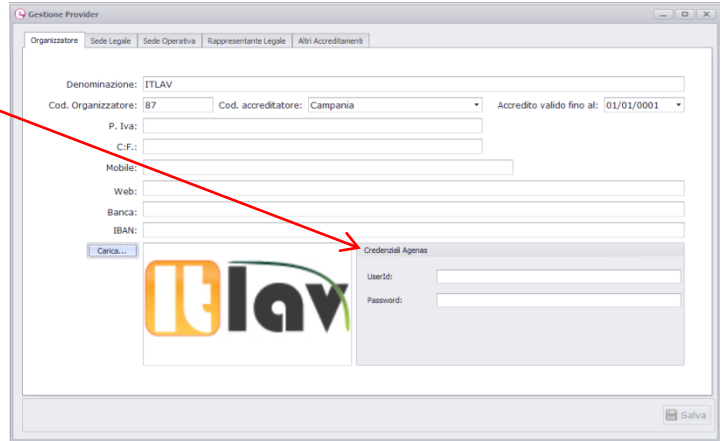 Gestione Provider
Organizzatore Sede Legale Sede Operativa Rappresentante Legale Altri Accreditamenti
Denominazione: ITLAV
Cod. Organizzatore: 87 Cod. accreditatore: Campania Accredito valido fino al: 01/01/0001
P. Iva:
C:F.:
Mobile:
Web:
Banca:
IBAN:
Carica... Credenziali Agenas
UserId:
Password:
Itlav
Salva